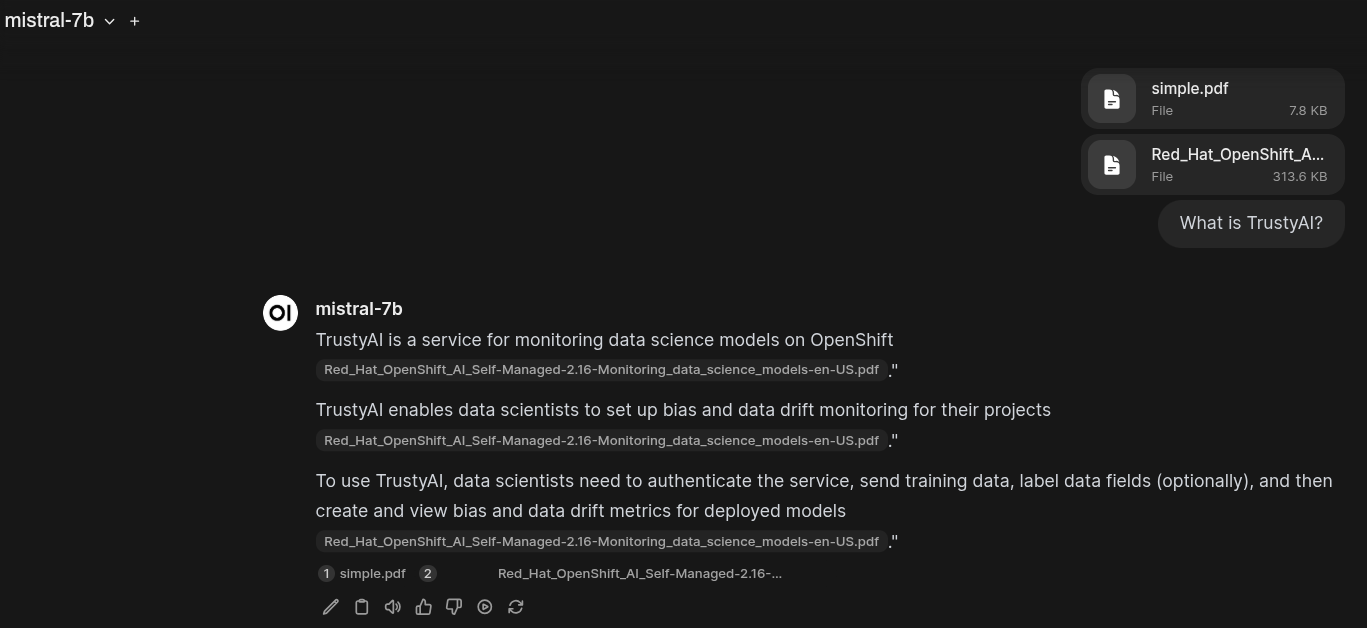 mistral-7b
simple.pdf
File 7.8 KB
Red_Hat_OpenShift_A...
File 313.6 KB
What is TrustyAI?
OI
mistral-7b
TrustyAI is a service for monitoring data science models on OpenShift
Red_Hat_OpenShift_AI_Self-Managed-2.16-Monitoring_data_science_models-en-US.pdf ."
TrustyAI enables data scientists to set up bias and data drift monitoring for their projects
Red_Hat_OpenShift_AI_Self-Managed-2.16-Monitoring_data_science_models-en-US.pdf ."
To use TrustyAI, data scientists need to authenticate the service, send training data, label data fields (optionally), and then
create and view bias and data drift metrics for deployed models
Red_Hat_OpenShift_AI_Self-Managed-2.16-Monitoring_data_science_models-en-US.pdf ."
1 simple.pdf 2 Red_Hat_OpenShift_AI_Self-Managed-2.16-...